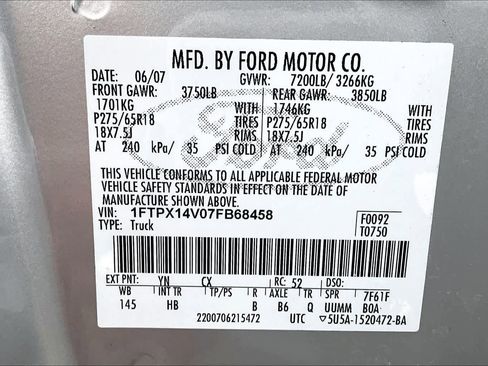 MFD. BY FORD MOTOR CO.
DATE: 06/07 GVWR: 7200LB/ 3266KG
FRONT GAWR: 3750LB REAR GAWR: 3850LB
1701KG WITH 1746KG WITH
P275/65R18 TIRES P275/65R18 TIRES
18X7.5J RIMS 18X7.5J RIMS
AT 240 kPa/ 35 PSI COLD AT 240 kPa/ 35 PSI COLD
THIS VEHICLE CONFORMS TO ALL APPLICABLE FEDERAL MOTOR
VEHICLE SAFETY STANDARDS IN EFFECT ON THE DATE OF
MANUFACTURE SHOWN ABOVE.
VIN: 1FTPX14V07FB68458 F0092
TYPE: Truck T0750
EXT PNT: YN CX RC: 52 DSO:
WB INT TR TP/PS R AXLE TR SPR 7F61F
145 HB B B6 Q UUMM BOA
2200706215472 UTC ▽5U5A-1520472-BA
Ford